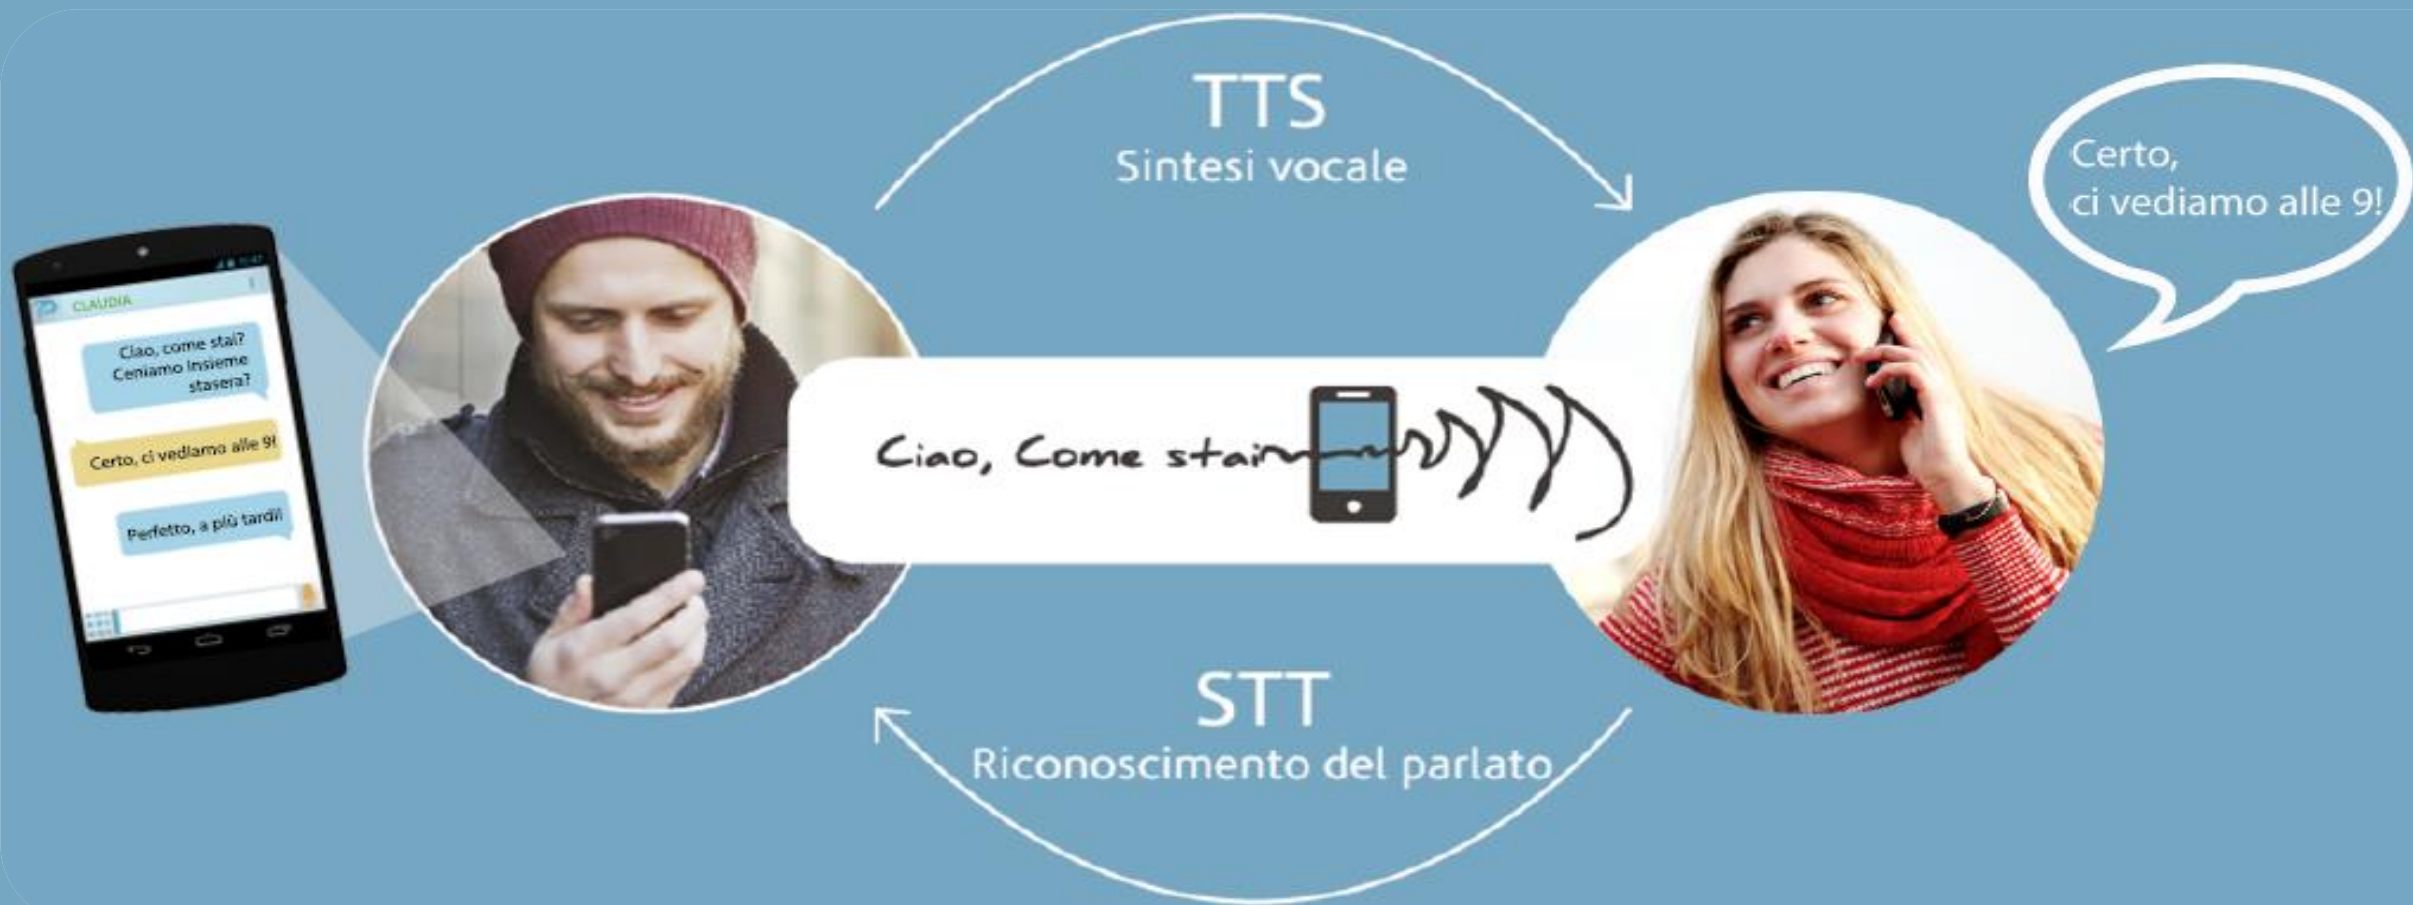 TTS
Sintesi vocale
Certo,
ci vediamo alle 9!
CLAUDIA
Ciao, come stai?
Ceniamo insieme
stasera?
Certo, ci vediamo alle 9!
Perfetto, a più tardi!
Ciao, Come stai
STT
Riconoscimento del parlato